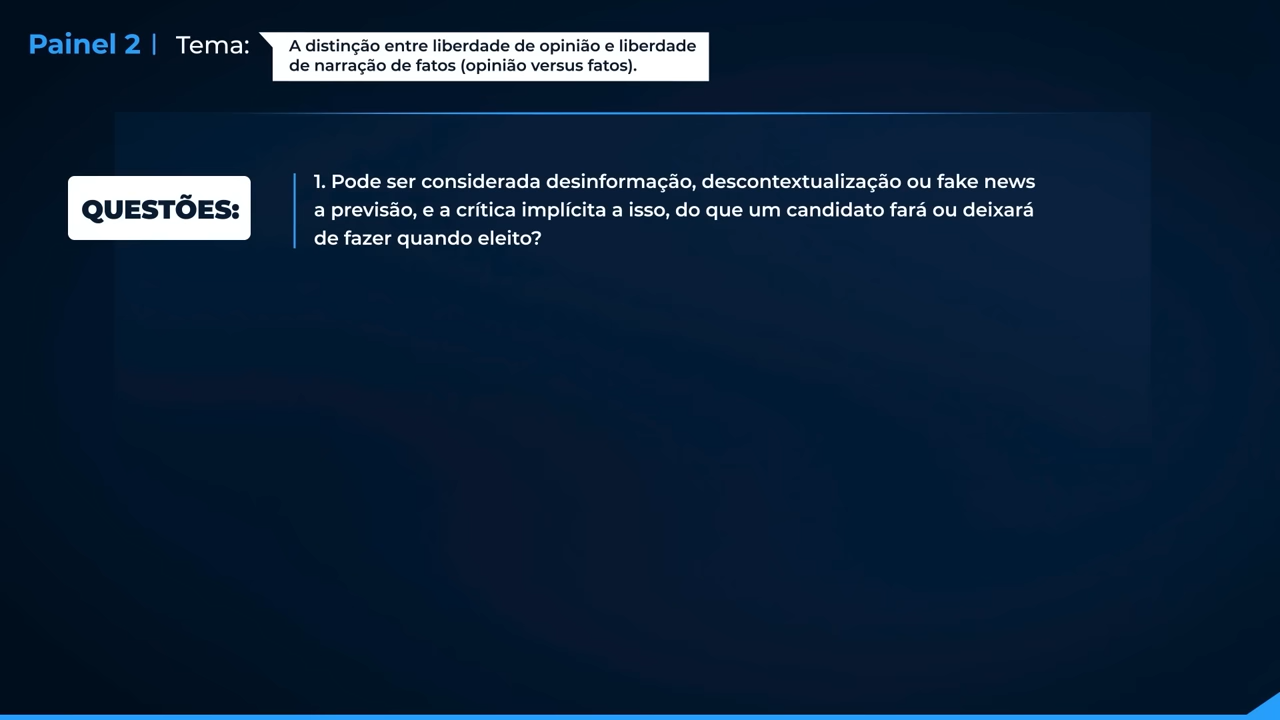 Painel 2 | Tema:
A distinção entre liberdade de opinião e liberdade
de narração de fatos (opinião versus fatos).
QUESTÕES:
1. Pode ser considerada desinformação, descontextualização ou fake news
a previsão, e a crítica implícita a isso, do que um candidato fará ou deixará
de fazer quando eleito?